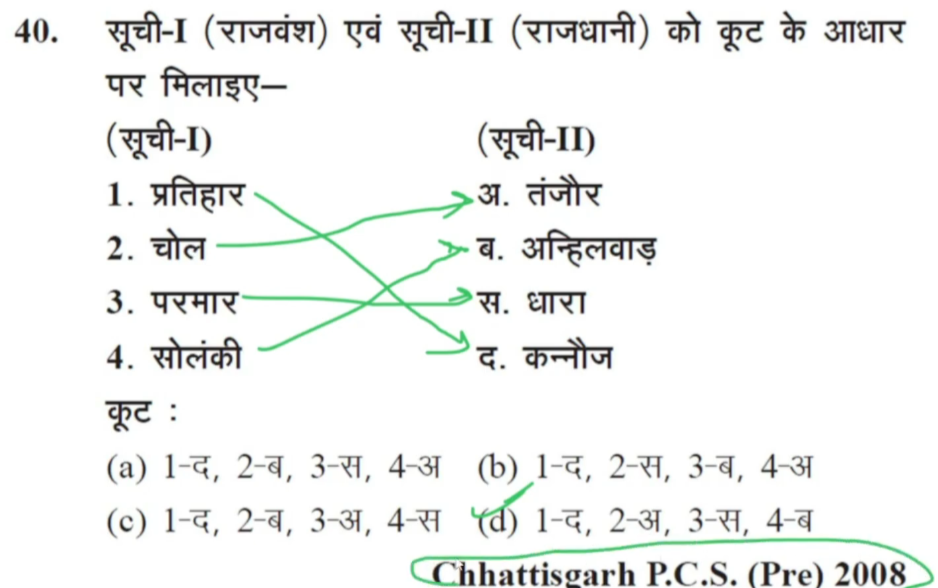 40. सूची-I (राजवंश) एवं सूची-II (राजधानी) को कूट के आधार
पर मिलाइए—
(सूची-I) (सूची-II)
1. प्रतिहार अ. तंजौर
2. चोल ब. अन्हिलवाड़
3. परमार स. धारा
4. सोलंकी द. कन्नौज
कूट :
(a) 1-द, 2-ब, 3-स, 4-अ (b) 1-द, 2-स, 3-ब, 4-अ
(c) 1-द, 2-ब, 3-अ, 4-स (d) 1-द, 2-अ, 3-स, 4-ब
Chhattisgarh P.C.S. (Pre) 2008